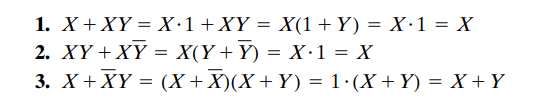 1. X + XY = X·1 + XY = X(1 + Y) = X·1 = X
2. XY + XY̅ = X(Y + Y̅) = X·1 = X
3. X + X̅Y = (X + X̅)(X + Y) = 1·(X + Y) = X + Y